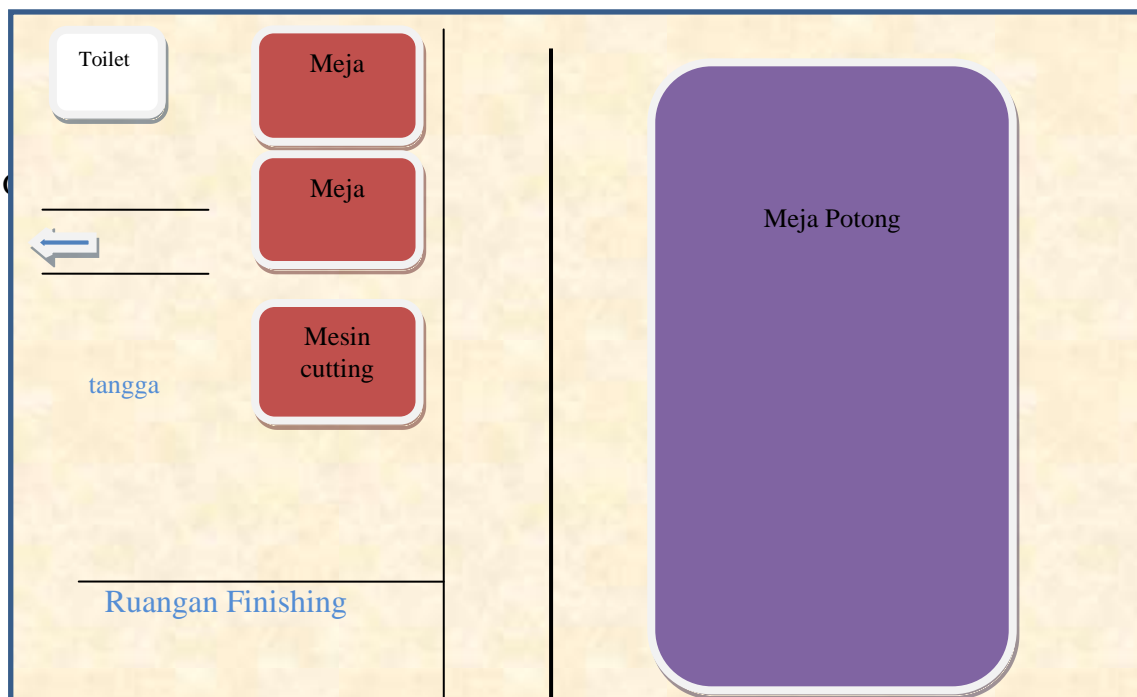 Toilet
Meja
Meja
Meja Potong
Mesin
cutting
tangga
Ruangan Finishing